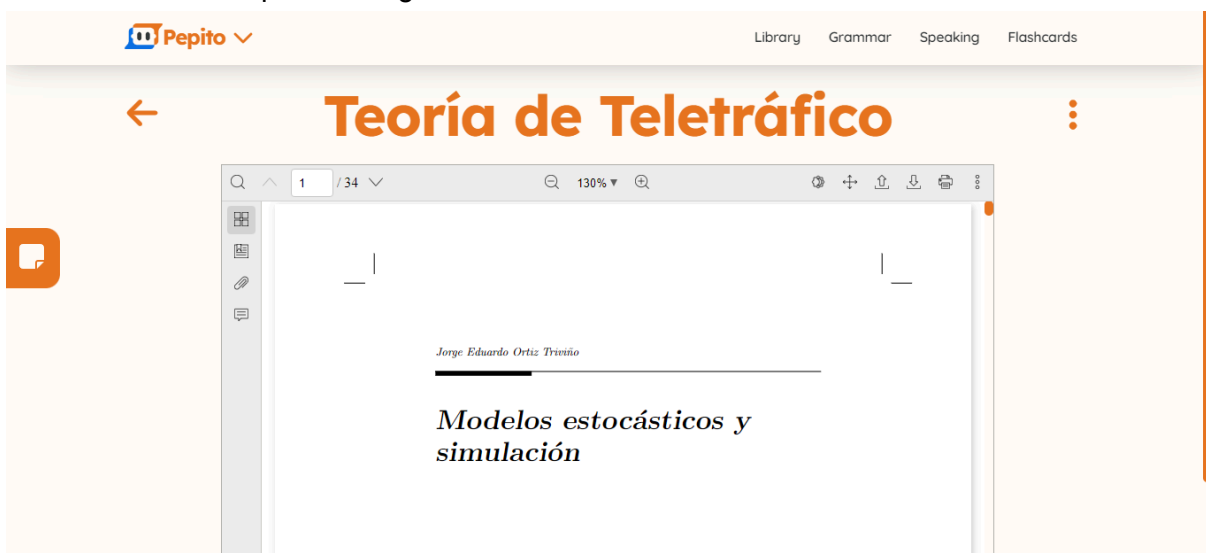 Pepito
Library Grammar Speaking Flashcards
Teoría de Teletráfico
1 / 34 130%
Jorge Eduardo Ortiz Triviño
Modelos estocásticos y
simulación